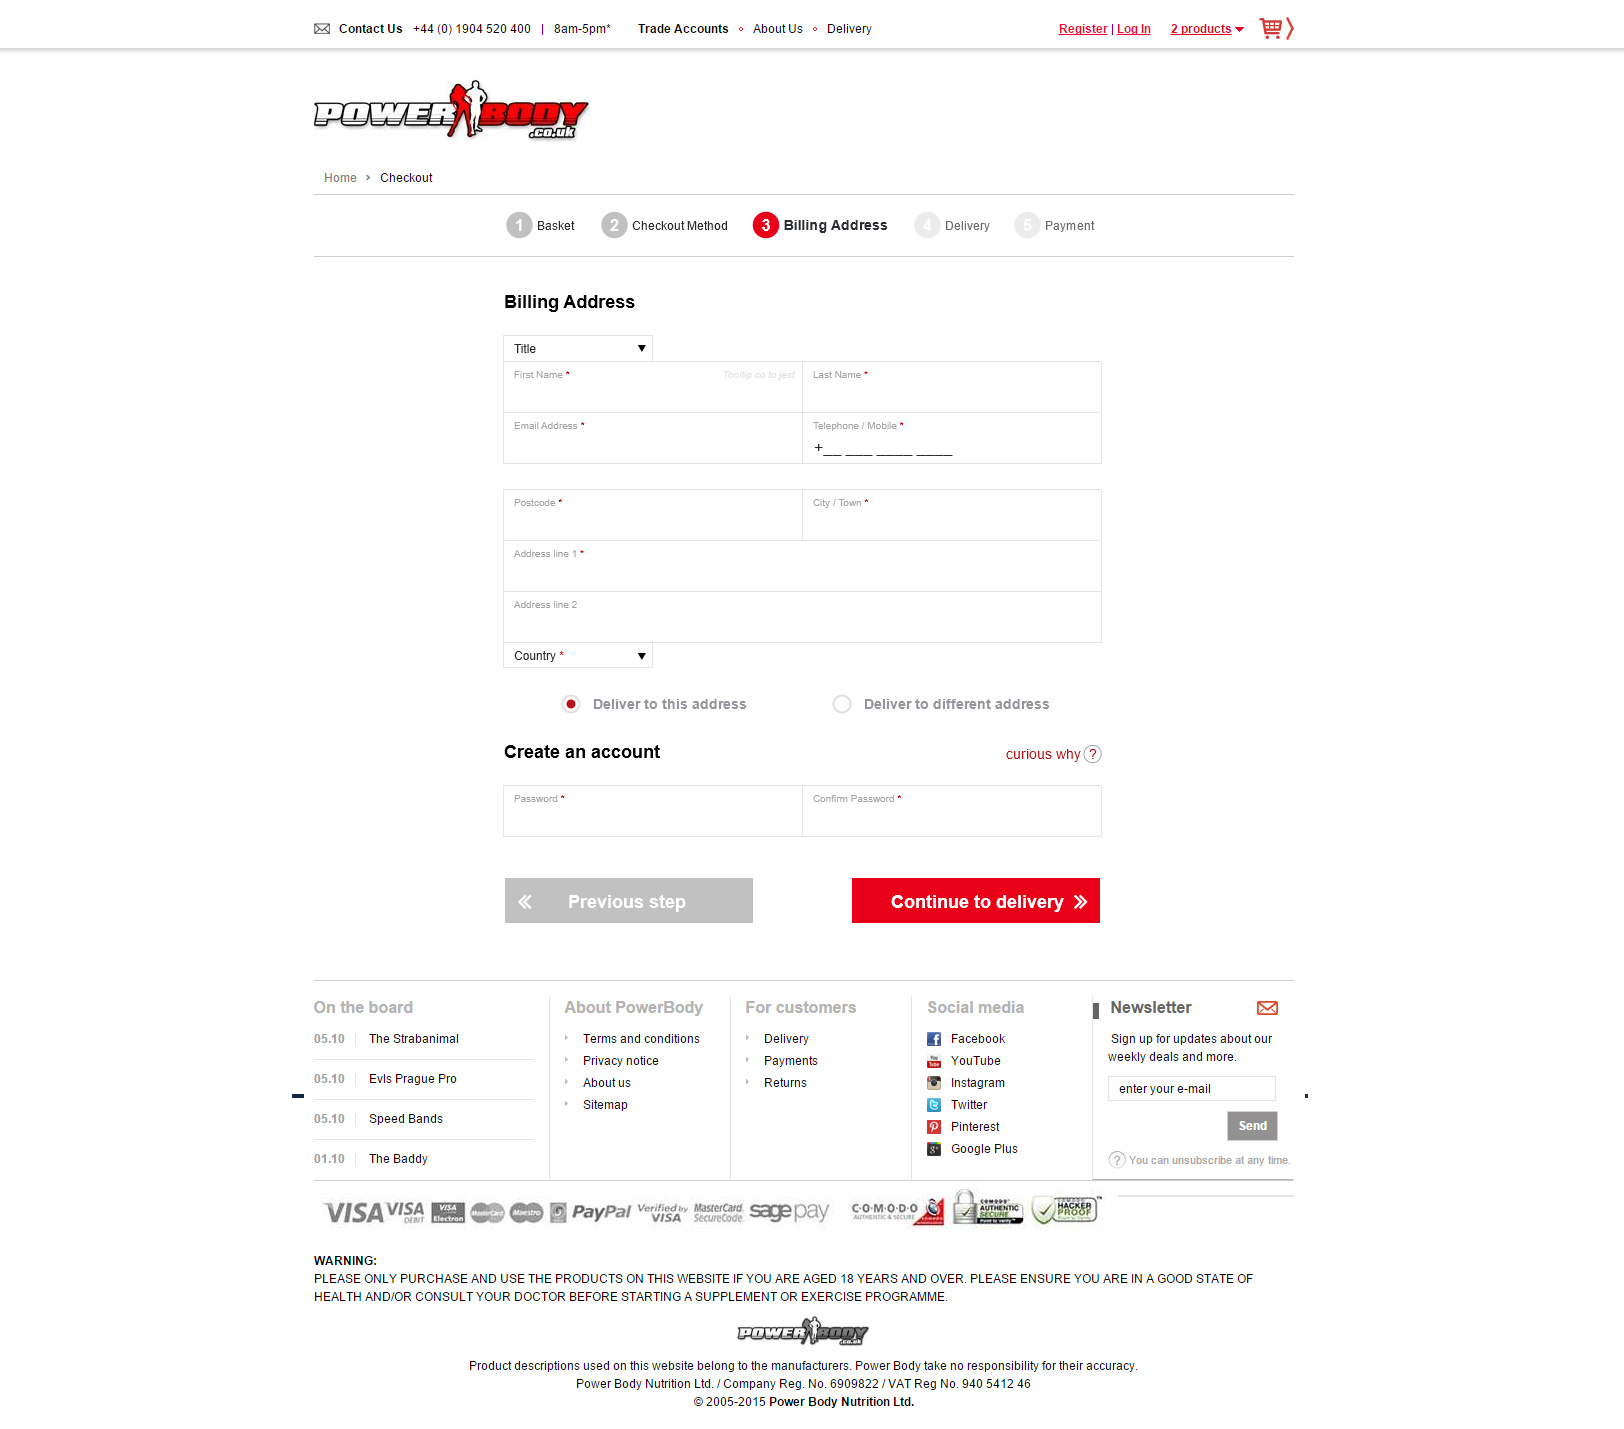 Contact Us +44 (0) 1904 520 400 | 8am-5pm* Trade Accounts About Us Delivery Register | Log In 2 products
POWER BODY
.co.uk
Home › Checkout
1 Basket 2 Checkout Method 3 Billing Address 4 Delivery 5 Payment
Billing Address
Title
First Name * Tooltip co to jest Last Name *
Email Address * Telephone / Mobile *
+__ ___ ____ ____
Postcode * City / Town *
Address line 1 *
Address line 2
Country *
Deliver to this address Deliver to different address
Create an account curious why ?
Password * Confirm Password *
Previous step Continue to delivery
On the board
05.10 The Strabanimal
05.10 Evls Prague Pro
05.10 Speed Bands
01.10 The Baddy
About PowerBody
Terms and conditions
Privacy notice
About us
Sitemap
For customers
Delivery
Payments
Returns
Social media
Facebook
YouTube
Instagram
Twitter
Pinterest
Google Plus
Newsletter
Sign up for updates about our
weekly deals and more.
enter your e-mail
Send
? You can unsubscribe at any time.
VISA VISA DEBIT VISA Electron MasterCard Maestro PayPal Verified by VISA MasterCard. SecureCode. sage pay COMODO AUTHENTIC & SECURE COMODO AUTHENTIC SECURE COMODO HACKER PROOF
WARNING:
PLEASE ONLY PURCHASE AND USE THE PRODUCTS ON THIS WEBSITE IF YOU ARE AGED 18 YEARS AND OVER. PLEASE ENSURE YOU ARE IN A GOOD STATE OF
HEALTH AND/OR CONSULT YOUR DOCTOR BEFORE STARTING A SUPPLEMENT OR EXERCISE PROGRAMME.
POWER BODY
.co.uk
Product descriptions used on this website belong to the manufacturers. Power Body take no responsibility for their accuracy.
Power Body Nutrition Ltd. / Company Reg. No. 6909822 / VAT Reg No. 940 5412 46
© 2005-2015 Power Body Nutrition Ltd.